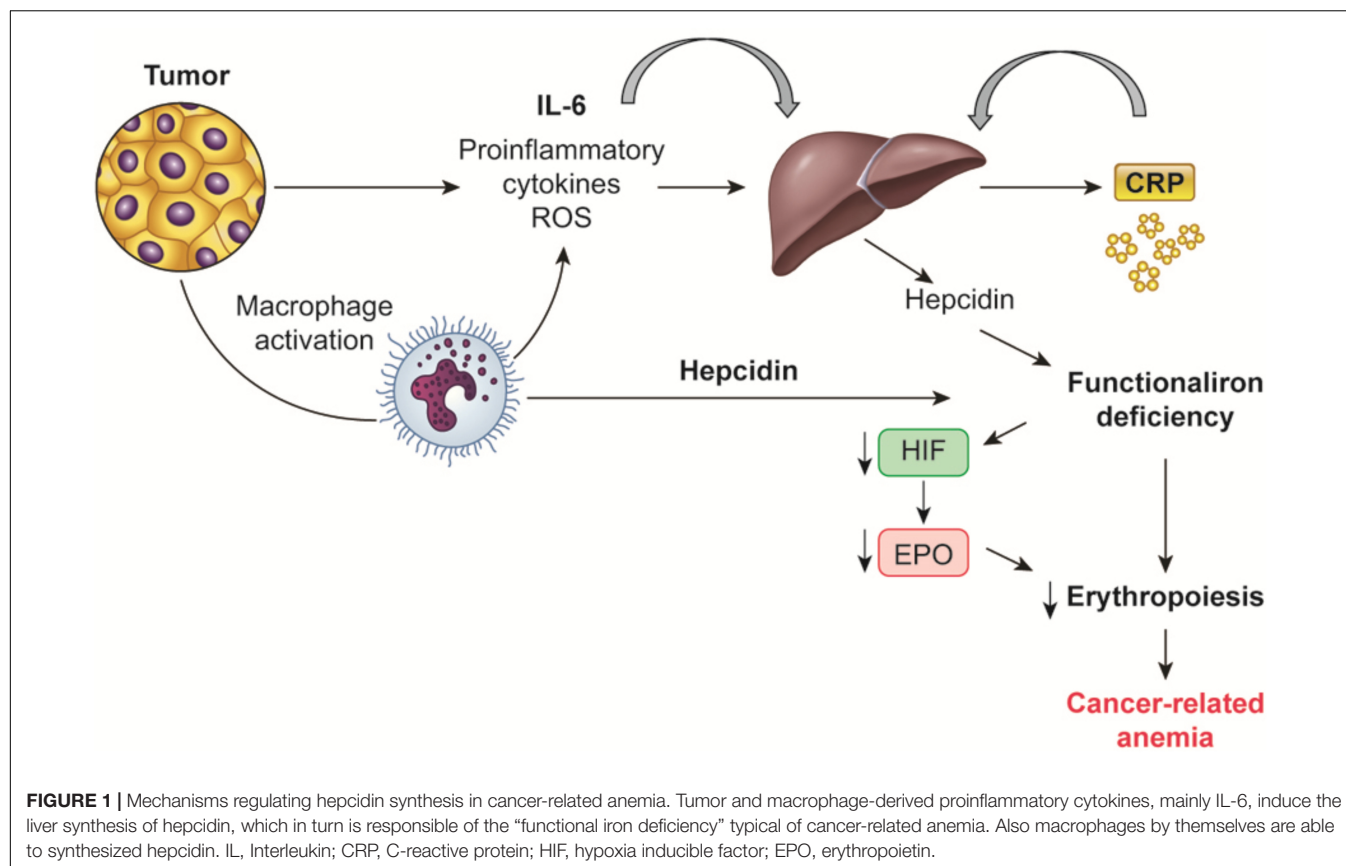 Tumor
IL-6
Proinflammatory
cytokines
ROS
CRP
Macrophage
activation
Hepcidin
Hepcidin
Functionaliron
deficiency
HIF
EPO
Erythropoiesis
Cancer-related
anemia
FIGURE 1 | Mechanisms regulating hepcidin synthesis in cancer-related anemia. Tumor and macrophage-derived proinflammatory cytokines, mainly IL-6, induce the
liver synthesis of hepcidin, which in turn is responsible of the “functional iron deficiency” typical of cancer-related anemia. Also macrophages by themselves are able
to synthesized hepcidin. IL, Interleukin; CRP, C-reactive protein; HIF, hypoxia inducible factor; EPO, erythropoietin.